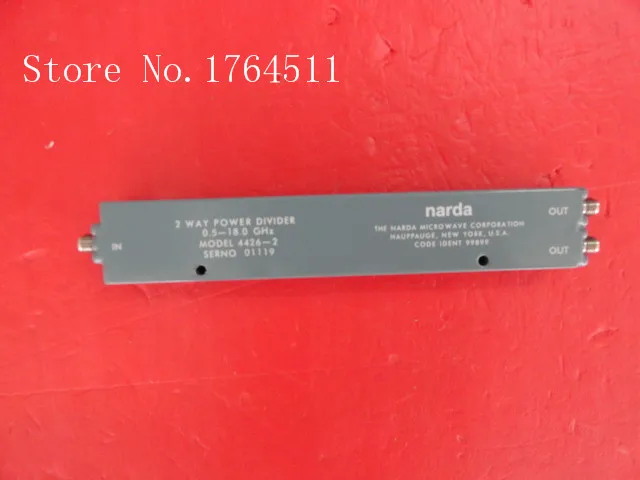 Store No.1764511
2 WAY POWER DIVIDER
0.5—18.0 GHz
MODEL 4426—2
SERNO 01119
IN
narda
THE NARDA MICROWAVE CORPORATION
HAUPPAUGE, NEW YORK, U.S.A.
CODE IDENT 99899
OUT
OUT